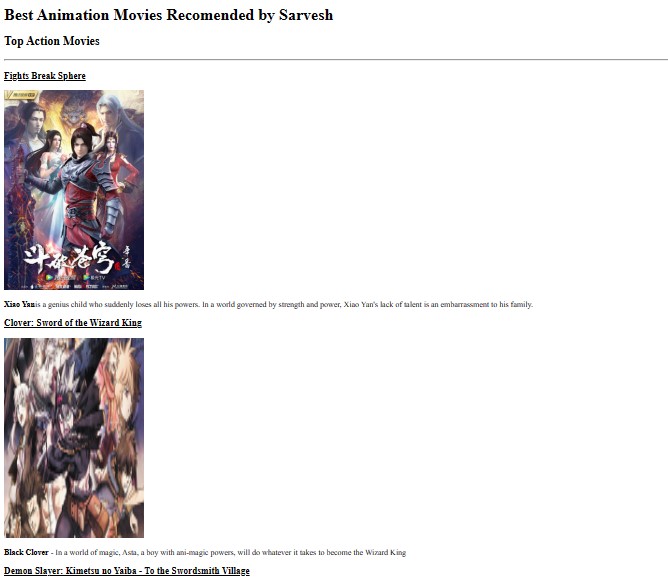 Best Animation Movies Recomended by Sarvesh
Top Action Movies
Fights Break Sphere
斗破苍穹
年番
Xiao Yanis a genius child who suddenly loses all his powers. In a world governed by strength and power, Xiao Yan's lack of talent is an embarrassment to his family.
Clover: Sword of the Wizard King
Black Clover - In a world of magic, Asta, a boy with ani-magic powers, will do whatever it takes to become the Wizard King
Demon Slayer: Kimetsu no Yaiba - To the Swordsmith Village